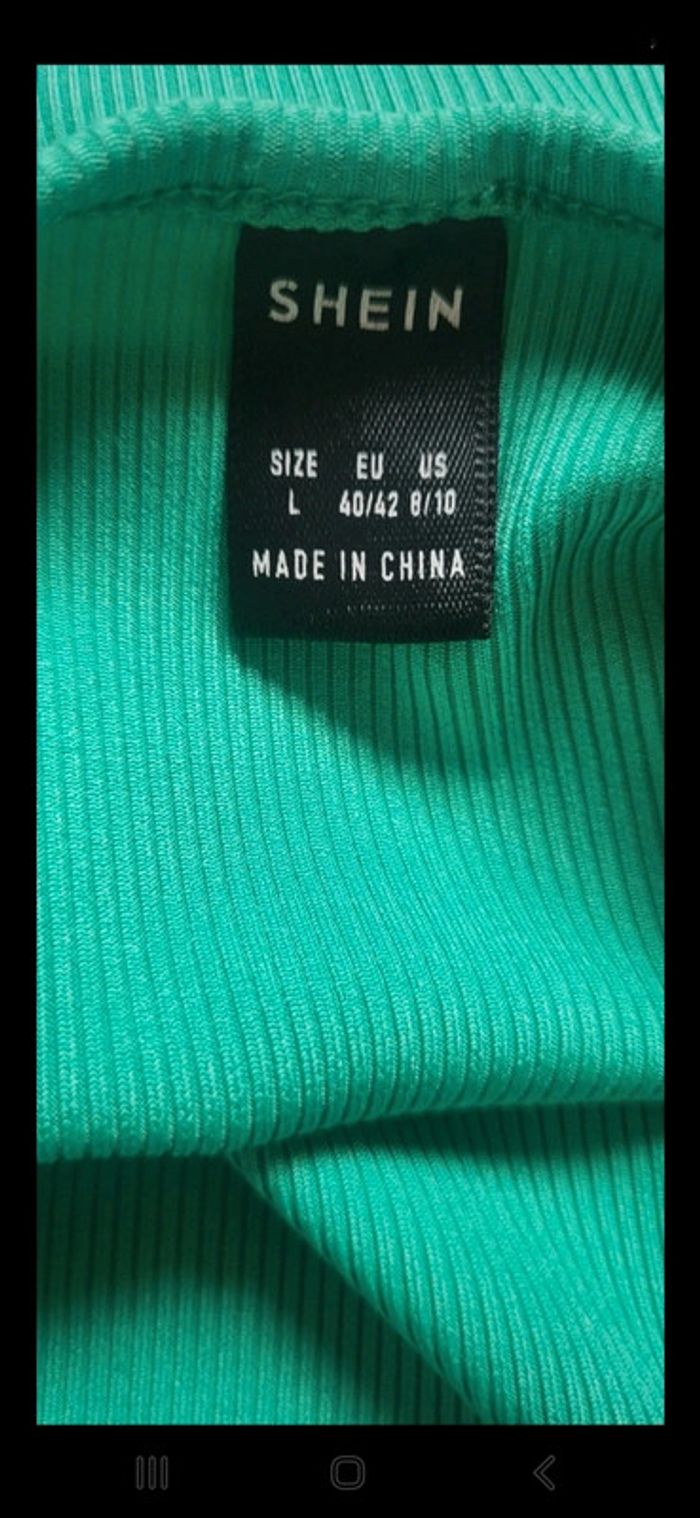 SHEIN
SIZE EU US
L 40/42 8/10
MADE IN CHINA